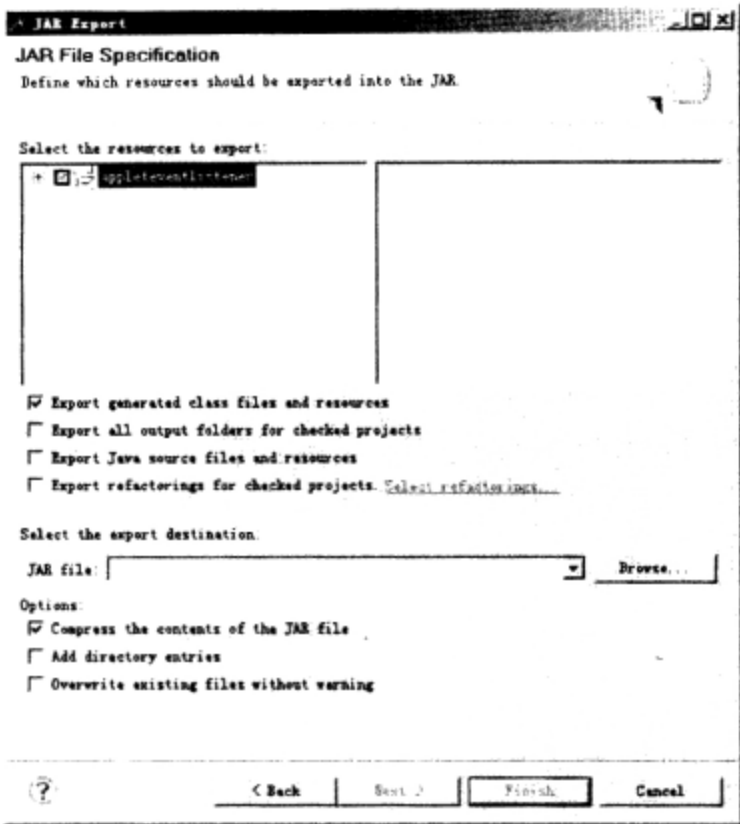 JAR Export
JAR File Specification
Define which resources should be exported into the JAR.
Select the resources to export:
appleteventlistener
Export generated class files and resources
Export all output folders for checked projects
Export Java source files and resources
Export refactorings for checked projects. Select refactorings...
Select the export destination:
JAR file:
Browse...
Options:
Compress the contents of the JAR file
Add directory entries
Overwrite existing files without warning
?
< Back
Next >
Finish
Cancel